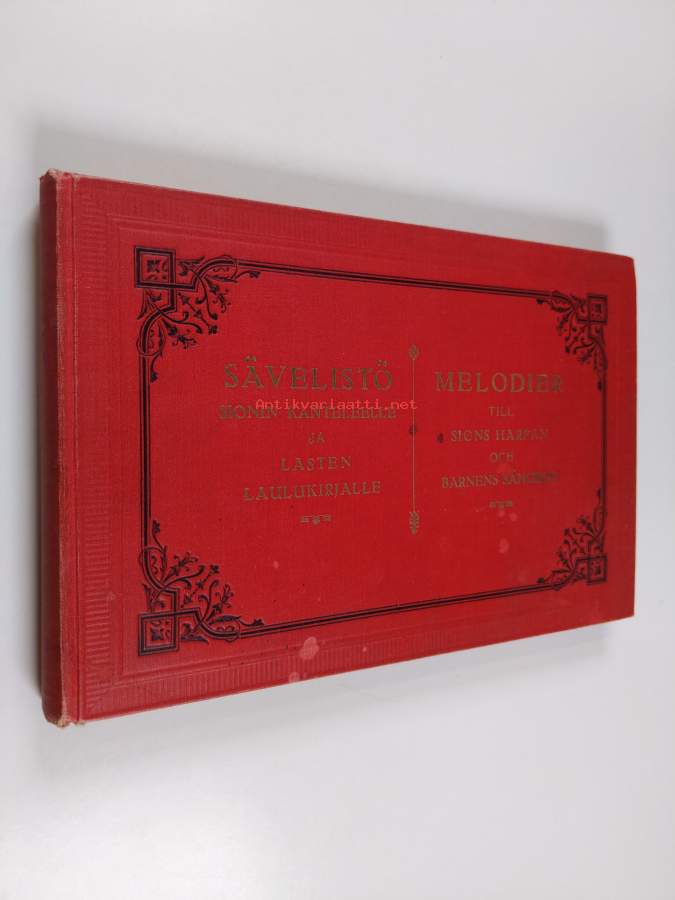 SÄVELISTÖ
SIONIN KANTELEELLE
JA
LASTEN
LAULUKIRJALLE
MELODIER
TILL
SIONS HARPAN
OCH
BARNENS SÅNGBOK
Antikvariaatti.net